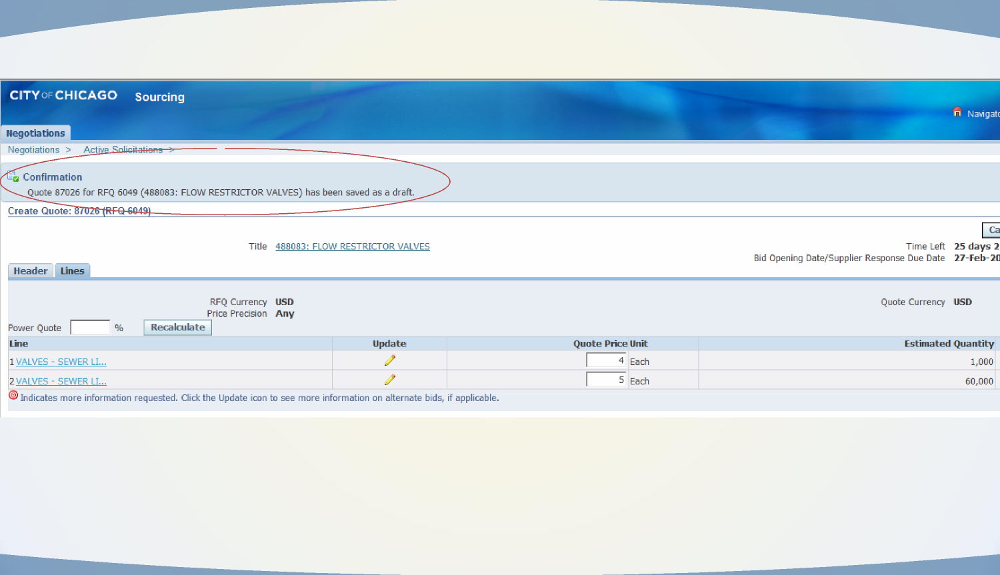 CITY OF CHICAGO Sourcing
Navigato
Negotiations
Negotiations > Active Solicitations >
Confirmation
Quote 87026 for RFQ 6049 (488083: FLOW RESTRICTOR VALVES) has been saved as a draft.
Create Quote: 87026 (RFQ 6049)
Ca
Title 488083: FLOW RESTRICTOR VALVES Time Left 25 days 2
Bid Opening Date/Supplier Response Due Date 27-Feb-20
Header Lines
RFQ Currency USD Quote Currency USD
Price Precision Any
Power Quote % Recalculate
Line Update Quote Price Unit Estimated Quantity
1 VALVES - SEWER LI... 4 Each 1,000
2 VALVES - SEWER LI... 5 Each 60,000
Indicates more information requested. Click the Update icon to see more information on alternate bids, if applicable.